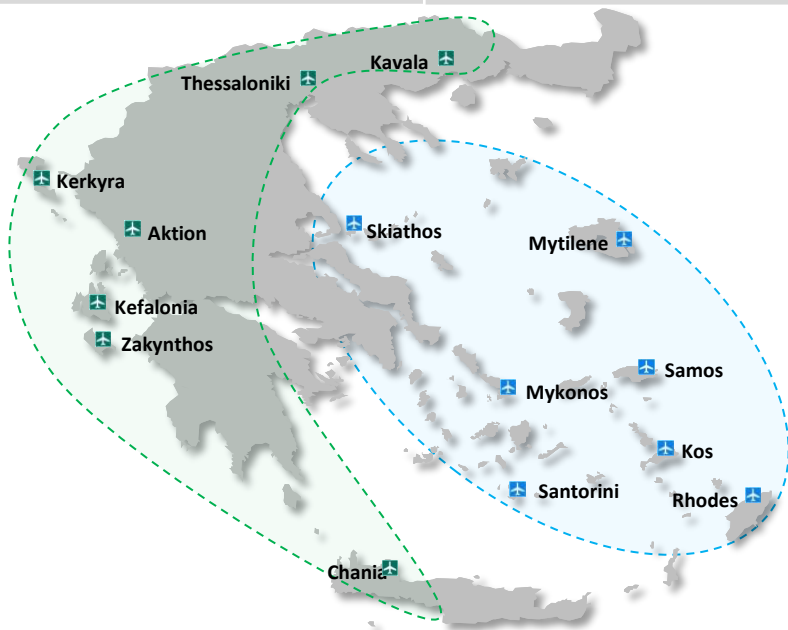 Kavala
Thessaloniki
Kerkyra
Aktion
Skiathos
Mytilene
Kefalonia
Zakynthos
Samos
Mykonos
Kos
Santorini
Rhodes
Chania